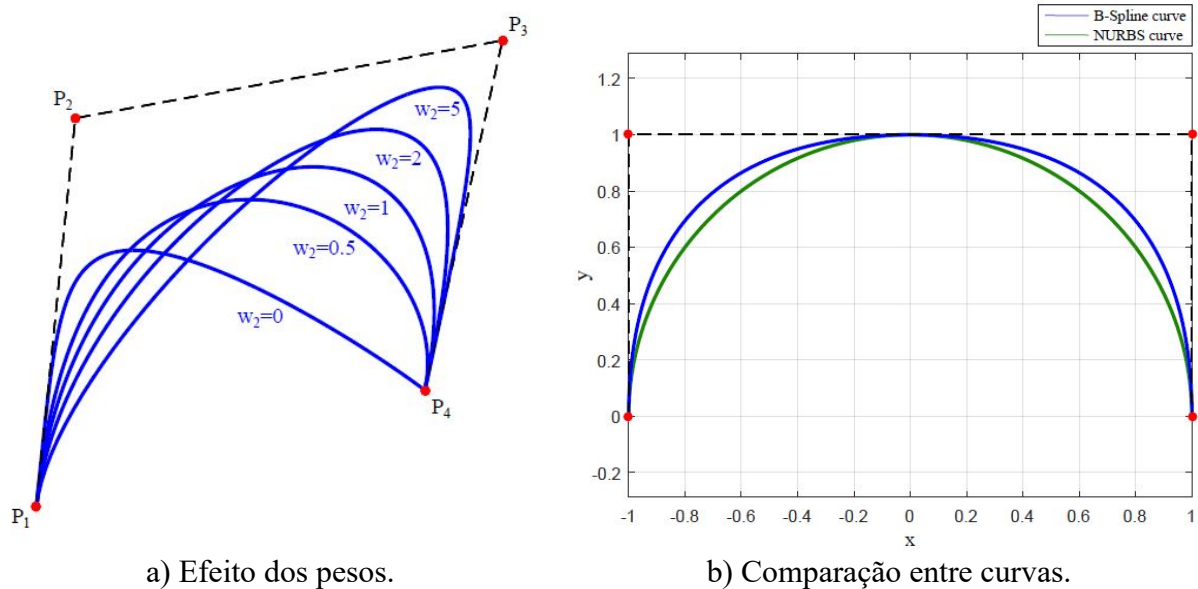 P₁
P₂
P₃
P₄
w₂=5
w₂=2
w₂=1
w₂=0.5
w₂=0
a) Efeito dos pesos.
B-Spline curve
NURBS curve
1.2
1
0.8
0.6
0.4
0.2
0
-0.2
y
-1 -0.8 -0.6 -0.4 -0.2 0 0.2 0.4 0.6 0.8 1
x
b) Comparação entre curvas.